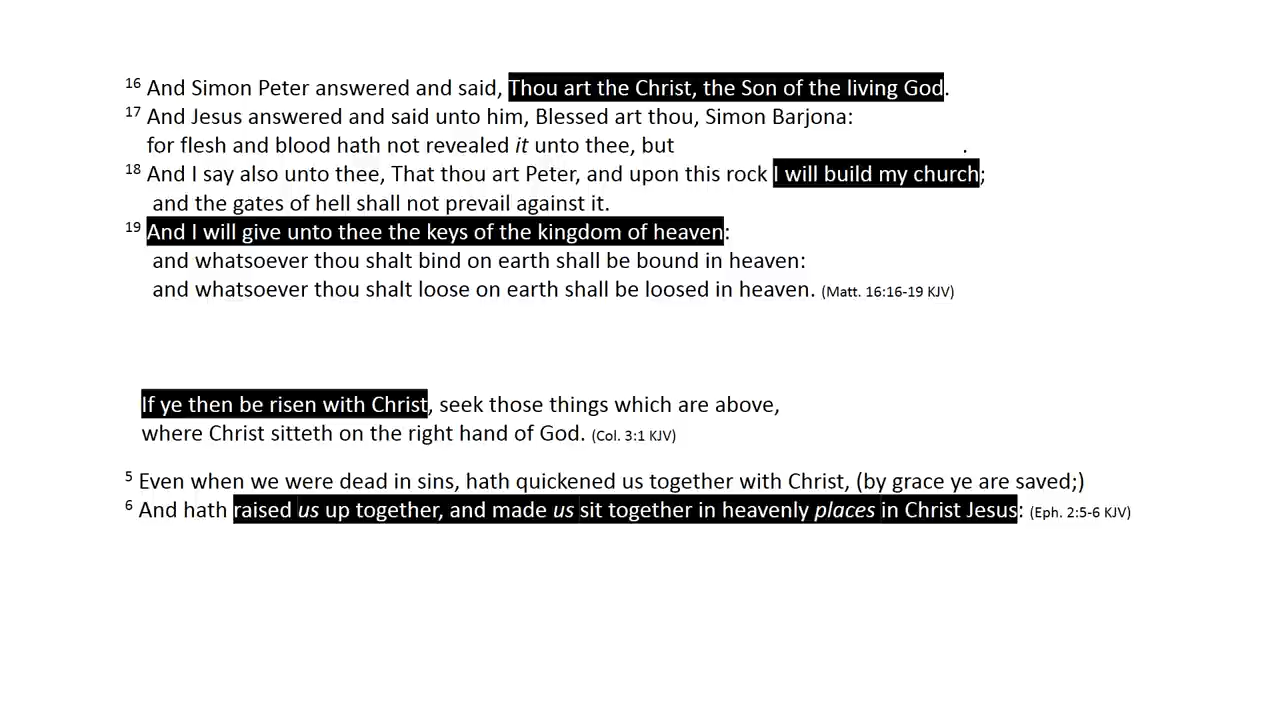 16 And Simon Peter answered and said, Thou art the Christ, the Son of the living God.
17 And Jesus answered and said unto him, Blessed art thou, Simon Barjona:
for flesh and blood hath not revealed it unto thee, but .
18 And I say also unto thee, That thou art Peter, and upon this rock I will build my church;
and the gates of hell shall not prevail against it.
19 And I will give unto thee the keys of the kingdom of heaven:
and whatsoever thou shalt bind on earth shall be bound in heaven:
and whatsoever thou shalt loose on earth shall be loosed in heaven. (Matt. 16:16-19 KJV)
If ye then be risen with Christ, seek those things which are above,
where Christ sitteth on the right hand of God. (Col. 3:1 KJV)
5 Even when we were dead in sins, hath quickened us together with Christ, (by grace ye are saved;)
6 And hath raised us up together, and made us sit together in heavenly places in Christ Jesus: (Eph. 2:5-6 KJV)